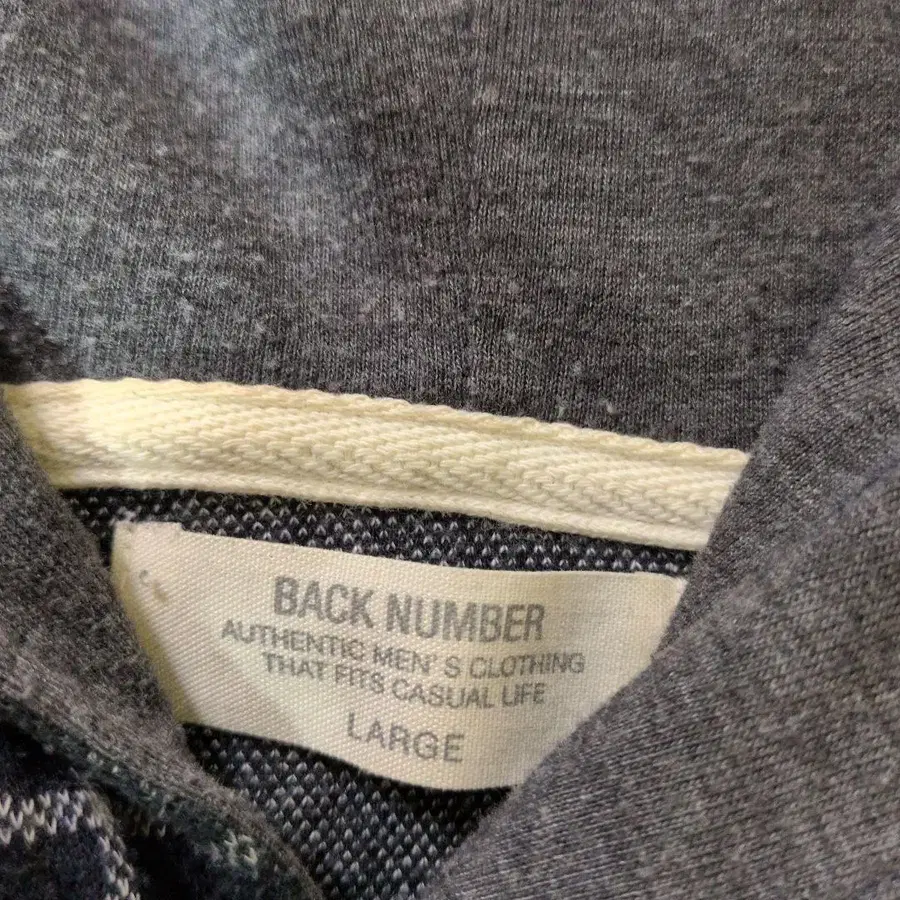 BACK NUMBER
AUTHENTIC MEN'S CLOTHING
THAT FITS CASUAL LIFE
LARGE